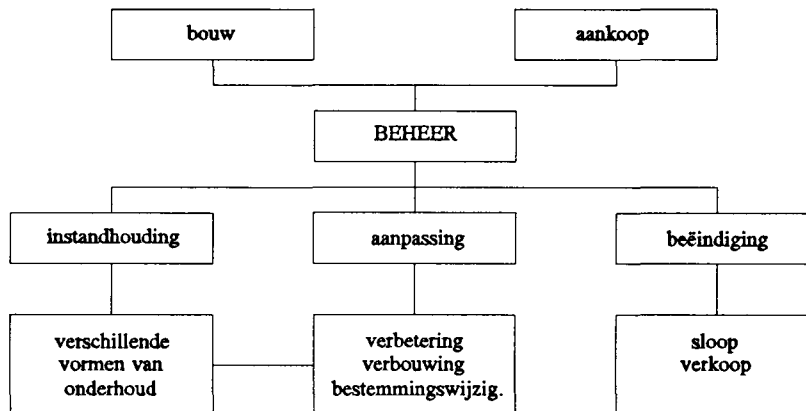 bouw
aankoop
BEHEER
instandhouding
aanpassing
beëindiging
verschillende
vormen van
onderhoud
verbetering
verbouwing
bestemmingswijzig.
sloop
verkoop